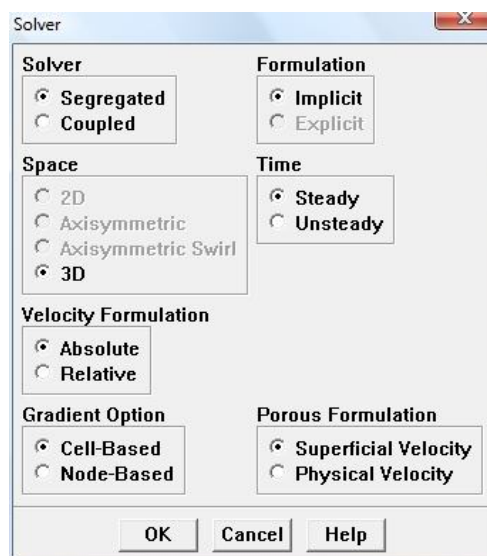 Solver
Solver
Segregated
Coupled
Formulation
Implicit
Explicit
Space
2D
Axisymmetric
Axisymmetric Swirl
3D
Time
Steady
Unsteady
Velocity Formulation
Absolute
Relative
Gradient Option
Cell-Based
Node-Based
Porous Formulation
Superficial Velocity
Physical Velocity
OK
Cancel
Help